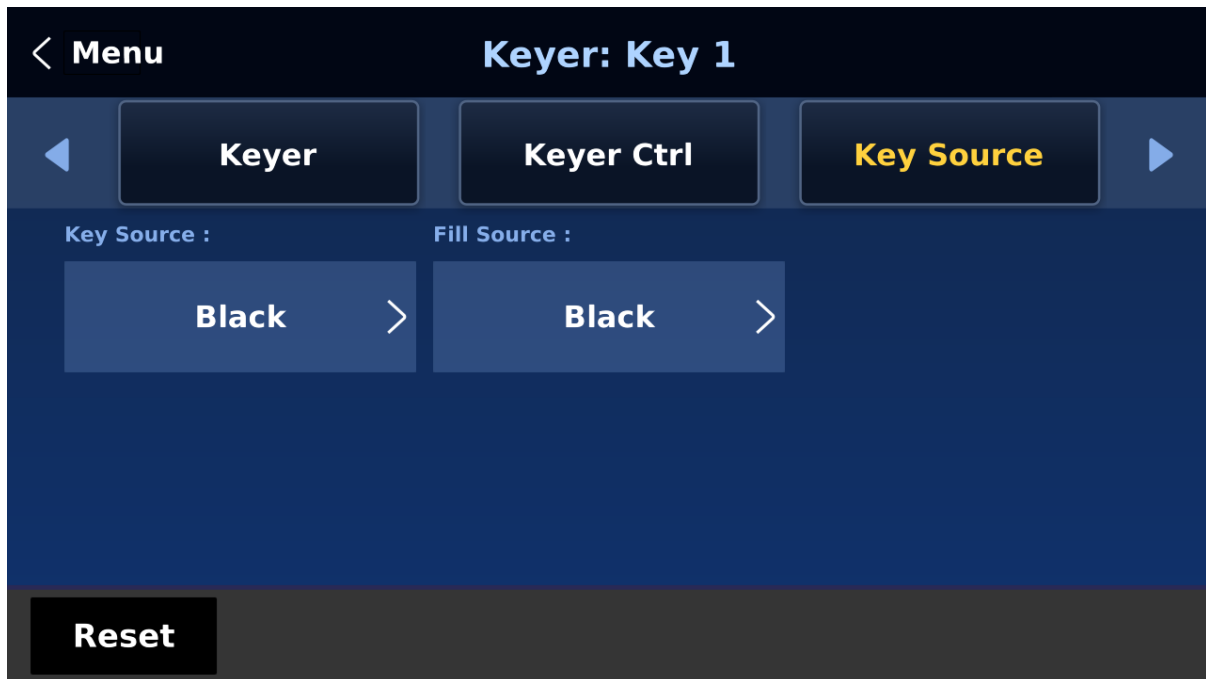 Menu
Keyer: Key 1
Keyer
Keyer Ctrl
Key Source
Key Source :
Fill Source :
Black
Black
Reset